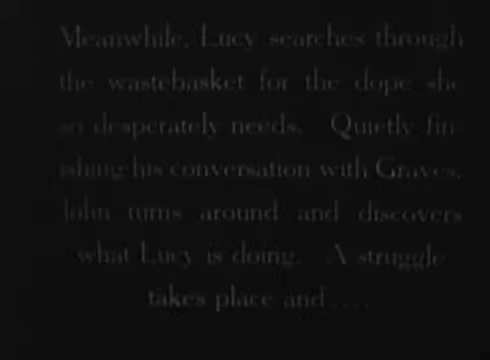 Meanwhile, Lucy searches through
the wastebasket for the dope she
so desperately needs. Quietly fin-
ishing his conversation with Graves,
John turns around and discovers
what Lucy is doing. A struggle
takes place and....